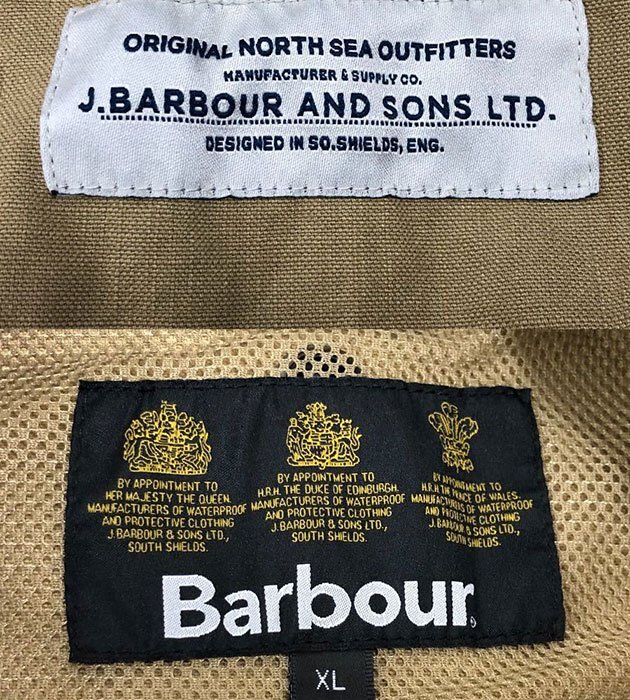 ORIGINAL NORTH SEA OUTFITTERS
MANUFACTURER & SUPPLY CO.
J.BARBOUR AND SONS LTD.
DESIGNED IN SO.SHIELDS, ENG.
BY APPOINTMENT TO
HER MAJESTY THE QUEEN.
MANUFACTURERS OF WATERPROOF
AND PROTECTIVE CLOTHING
J.BARBOUR & SONS LTD.,
SOUTH SHIELDS.
BY APPOINTMENT TO
H.R.H. THE DUKE OF EDINBURGH.
MANUFACTURERS OF WATERPROOF
AND PROTECTIVE CLOTHING
J.BARBOUR & SONS LTD.,
SOUTH SHIELDS.
BY APPOINTMENT TO
H.R.H. THE PRINCE OF WALES.
MANUFACTURERS OF WATERPROOF
AND PROTECTIVE CLOTHING
J.BARBOUR & SONS LTD.,
SOUTH SHIELDS.
Barbour
XL